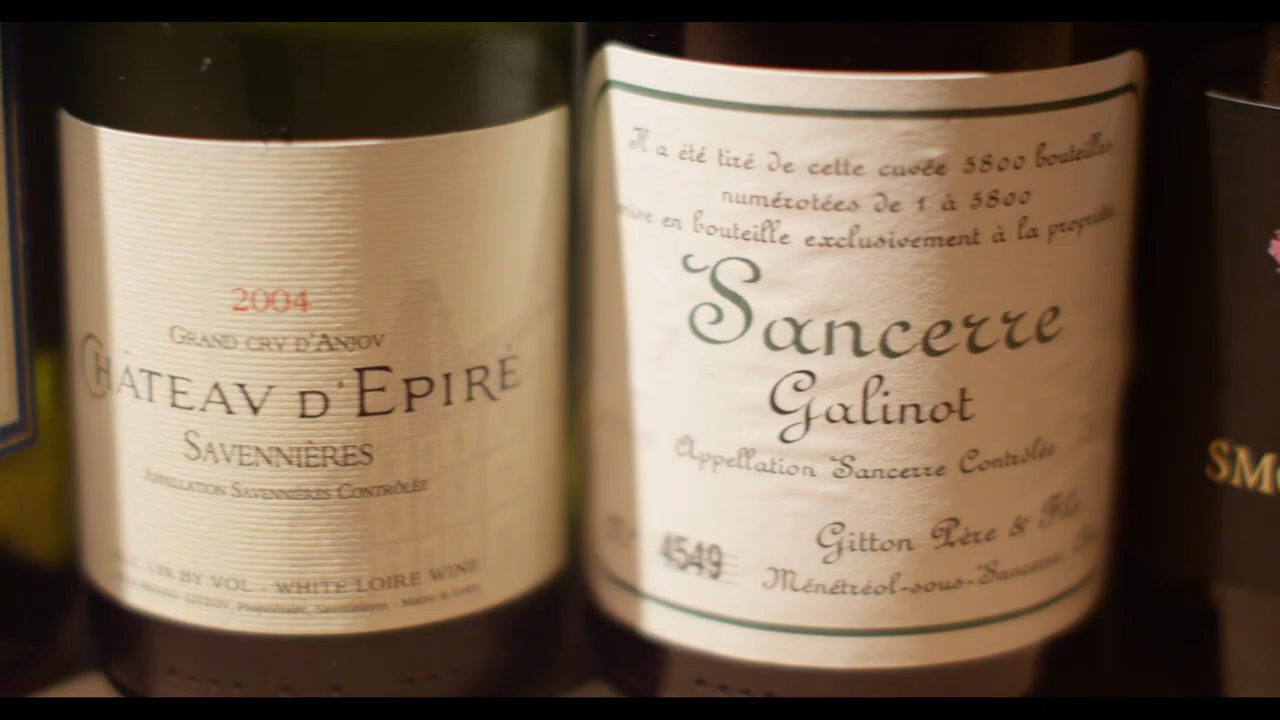 2004
GRAND CRV D'ANJOV
CHÂTEAV D'EPIRÉ
SAVENNIÈRES
APPELLATION SAVENNIÈRES CONTRÔLÉE
BY VOL - WHITE LOIRE WINE
Il a été tiré de cette cuvée 5800 bouteilles
numérotées de 1 à 5800
mise en bouteille exclusivement à la propriété
Sancerre
Galinot
Appellation Sancerre Contrôlée
4549
Gitton Père & Fils
Ménétréol-sous-Sancerre